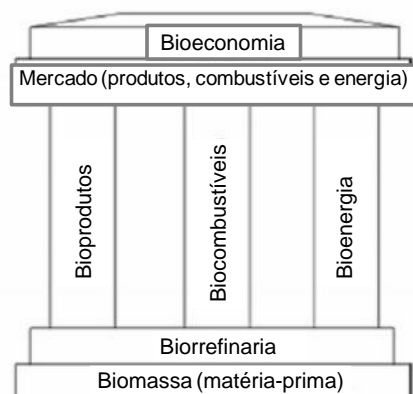 Bioeconomia
Mercado (produtos, combustíveis e energia)
Bioprodutos
Biocombustíveis
Bioenergia
Biorrefinaria
Biomassa (matéria-prima)